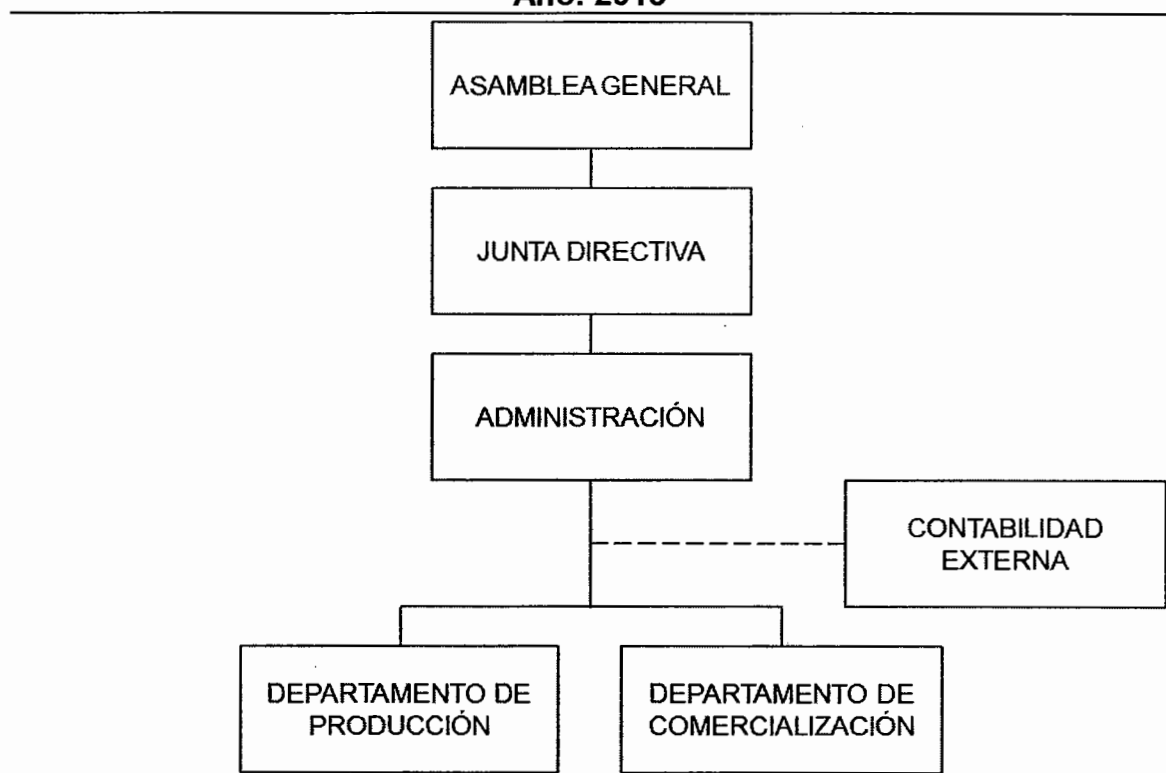 ASAMBLEA GENERAL
JUNTA DIRECTIVA
ADMINISTRACIÓN
CONTABILIDAD
EXTERNA
DEPARTAMENTO DE
PRODUCCIÓN
DEPARTAMENTO DE
COMERCIALIZACIÓN